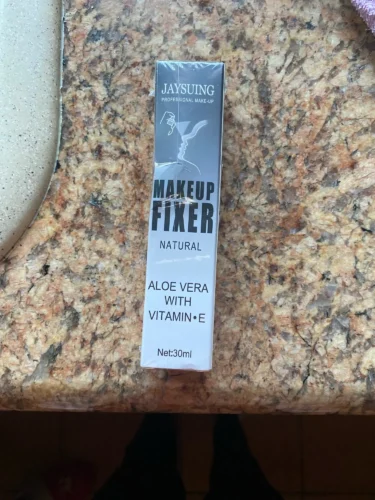 JAYSUING
PROFESSIONAL MAKE-UP
MAKEUP
FIXER
NATURAL
ALOE VERA
WITH
VITAMIN•E
Net:30ml